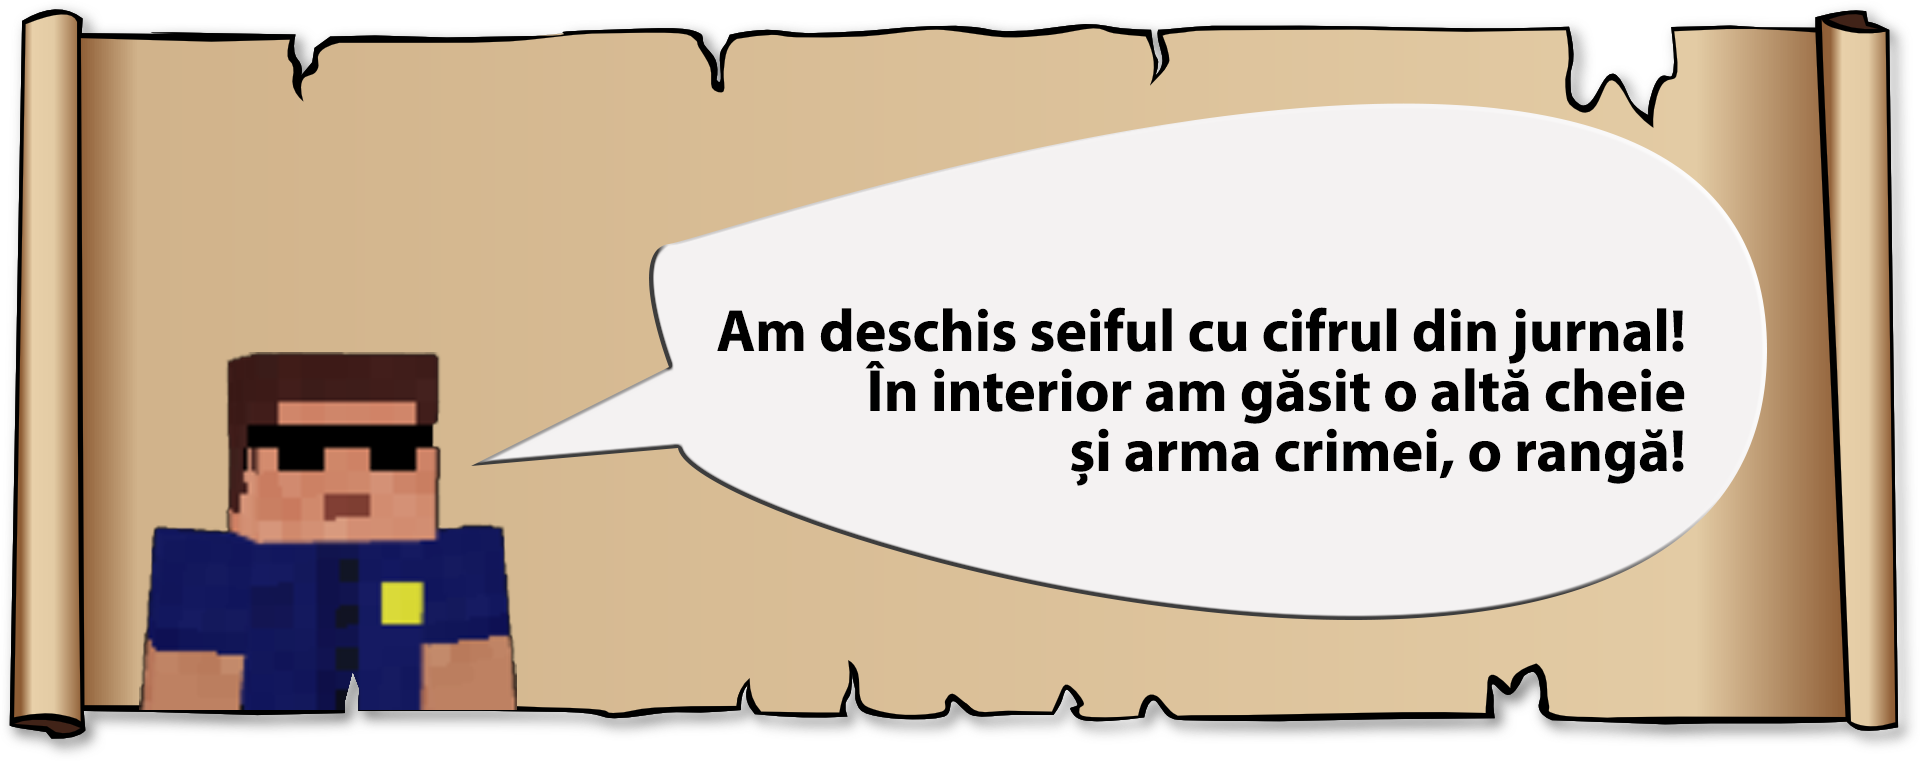 Am deschis seiful cu cifrul din jurnal!
În interior am găsit o altă cheie
și arma crimei, o rangă!